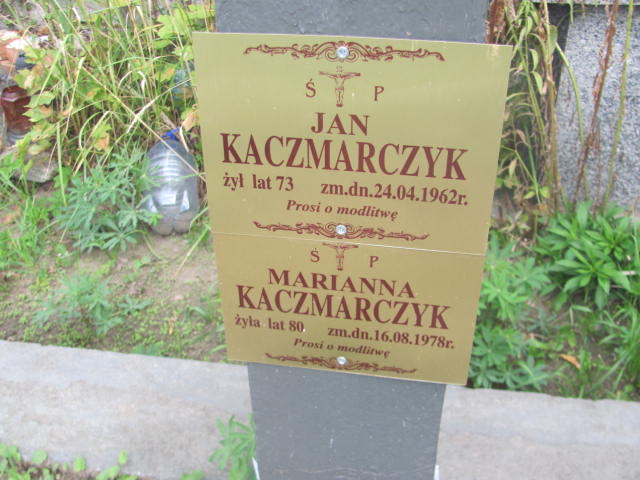 Ś P
JAN
KACZMARCZYK
żył lat 73 zm.dn.24.04.1962r.
Prosi o modlitwę
Ś P
MARIANNA
KACZMARCZYK
żyła lat 80. zm.dn.16.08.1978r.
Prosi o modlitwę